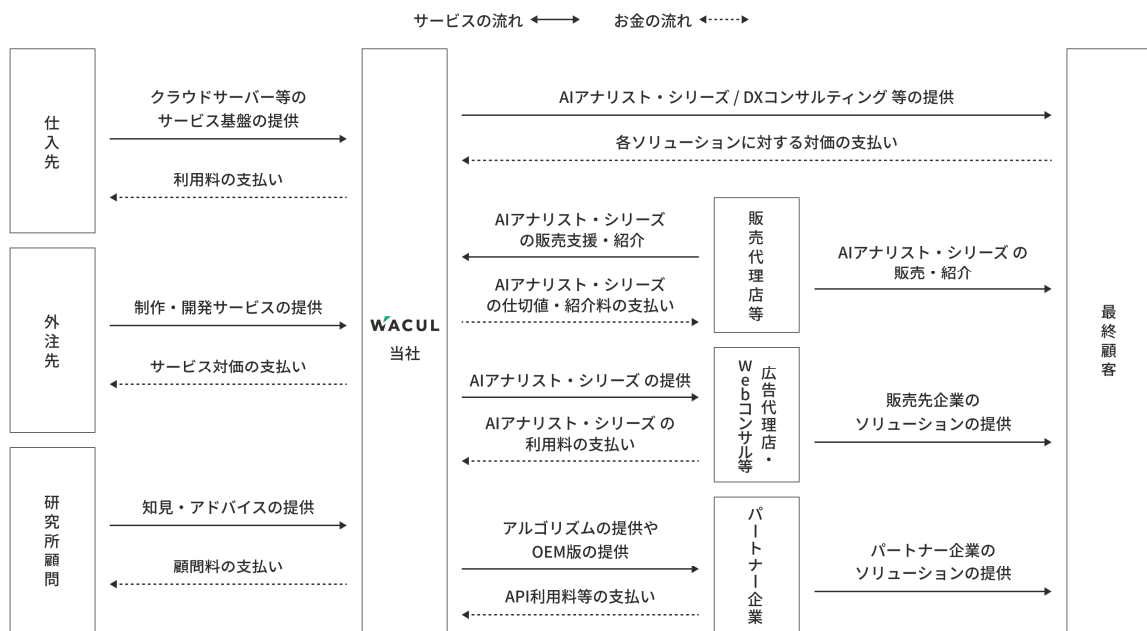 サービスの流れ
お金の流れ
仕入先
クラウドサーバー等の
サービス基盤の提供
利用料の支払い
外注先
制作・開発サービスの提供
サービス対価の支払い
研究所顧問
知見・アドバイスの提供
顧問料の支払い
WACUL
当社
AIアナリスト・シリーズ / DXコンサルティング 等の提供
各ソリューションに対する対価の支払い
AIアナリスト・シリーズ
の販売支援・紹介
AIアナリスト・シリーズ
の仕切値・紹介料の支払い
販売代理店等
AIアナリスト・シリーズ の
販売・紹介
AIアナリスト・シリーズ の提供
AIアナリスト・シリーズ の
利用料の支払い
広告代理店・
Webコンサル等
販売先企業の
ソリューションの提供
アルゴリズムの提供や
OEM版の提供
API利用料等の支払い
パートナー企業
パートナー企業の
ソリューションの提供
最終顧客